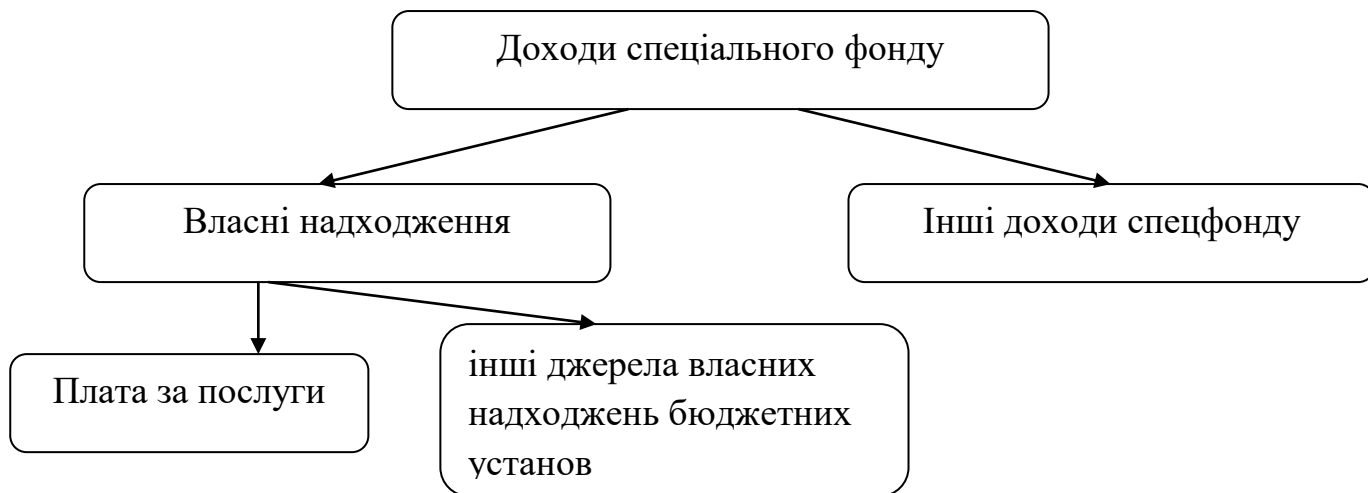 Доходи спеціального фонду
Власні надходження
Інші доходи спецфонду
Плата за послуги
інші джерела власних
надходжень бюджетних
установ